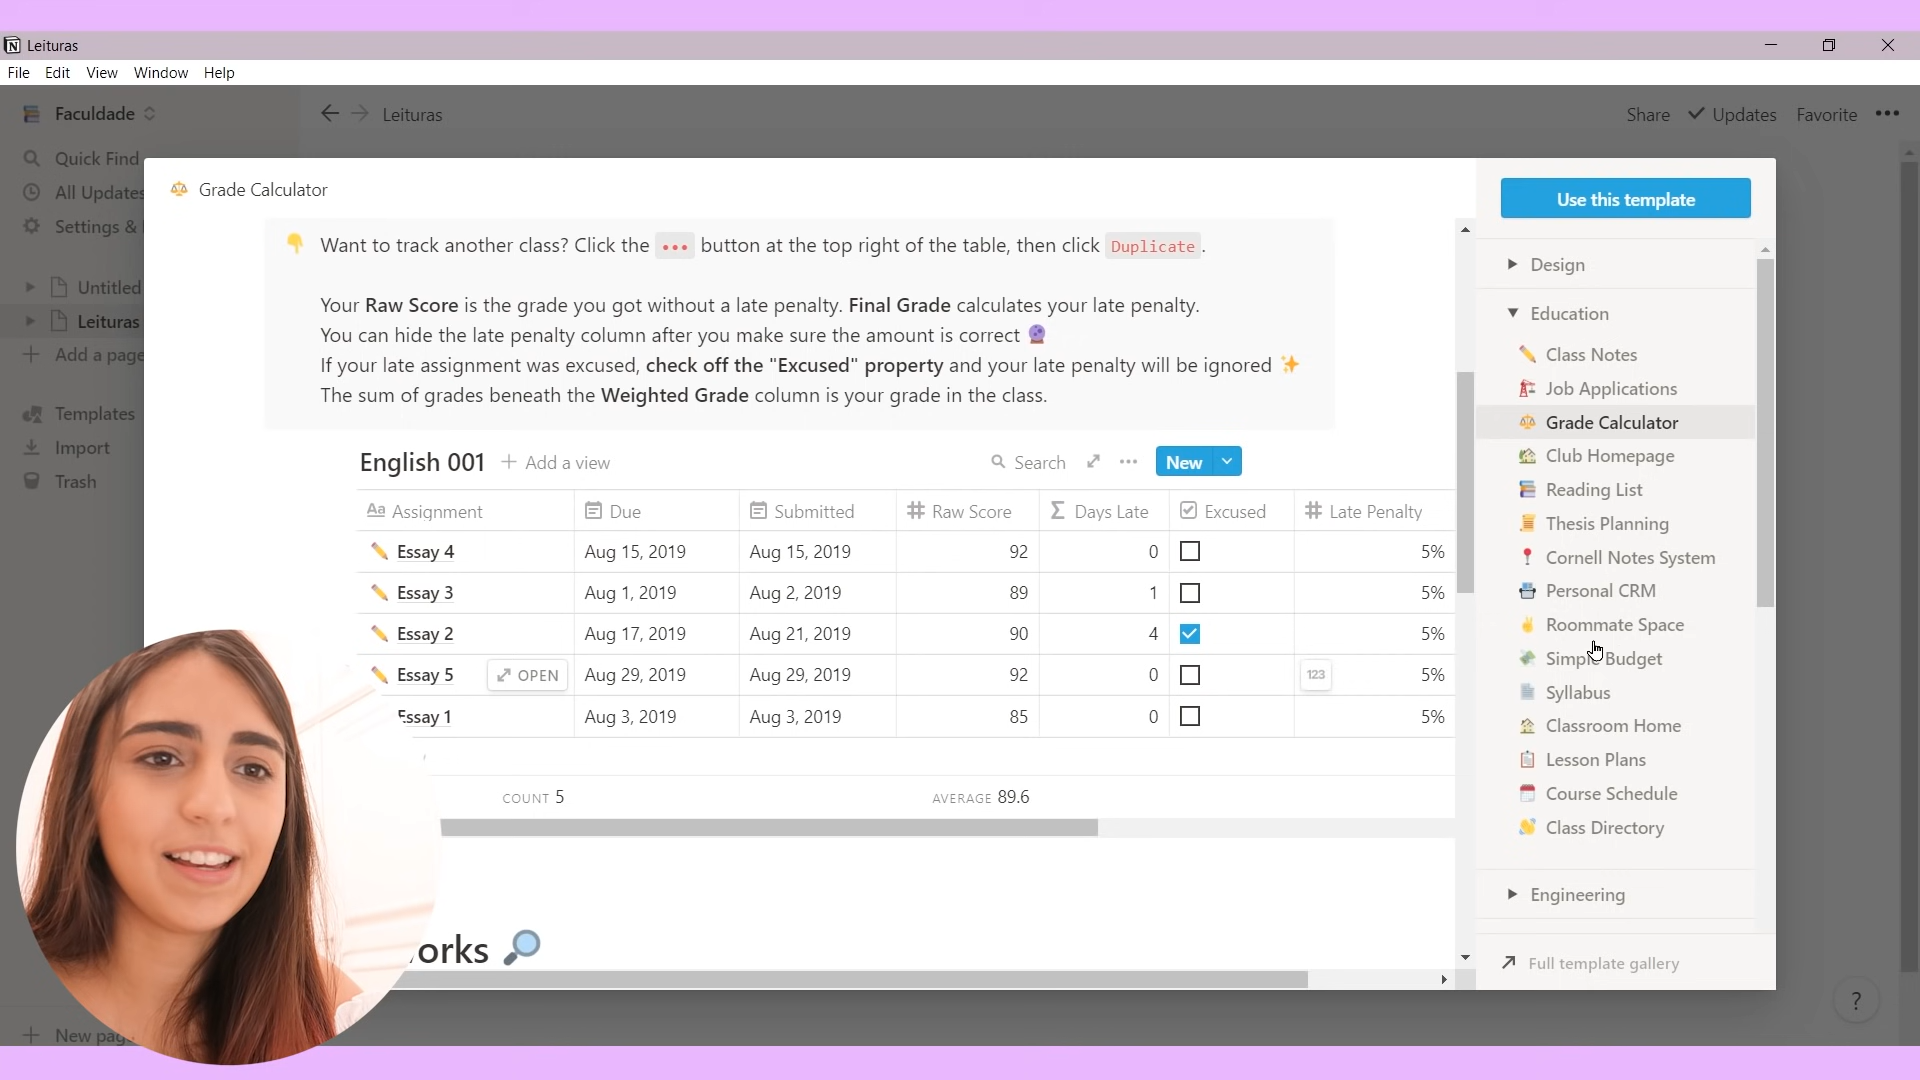 Leituras
File Edit View Window Help
Faculdade
Leituras
Share Updates Favorite
Quick Find
All Updates
Settings &
Untitled
Leituras
Add a page
Templates
Import
Trash
New
Grade Calculator
Want to track another class? Click the ••• button at the top right of the table, then click Duplicate.
Your Raw Score is the grade you got without a late penalty. Final Grade calculates your late penalty.
You can hide the late penalty column after you make sure the amount is correct
If your late assignment was excused, check off the "Excused" property and your late penalty will be ignored
The sum of grades beneath the Weighted Grade column is your grade in the class.
English 001 + Add a view Search ••• New
Aa Assignment Due Submitted # Raw Score Σ Days Late Excused # Late Penalty
Essay 4 Aug 15, 2019 Aug 15, 2019 92 0 5%
Essay 3 Aug 1, 2019 Aug 2, 2019 89 1 5%
Essay 2 Aug 17, 2019 Aug 21, 2019 90 4 5%
Essay 5 OPEN Aug 29, 2019 Aug 29, 2019 92 0 123 5%
Essay 1 Aug 3, 2019 Aug 3, 2019 85 0 5%
COUNT 5 AVERAGE 89.6
orks
Use this template
Design
Education
Class Notes
Job Applications
Grade Calculator
Club Homepage
Reading List
Thesis Planning
Cornell Notes System
Personal CRM
Roommate Space
Simple Budget
Syllabus
Classroom Home
Lesson Plans
Course Schedule
Class Directory
Engineering
Full template gallery
?